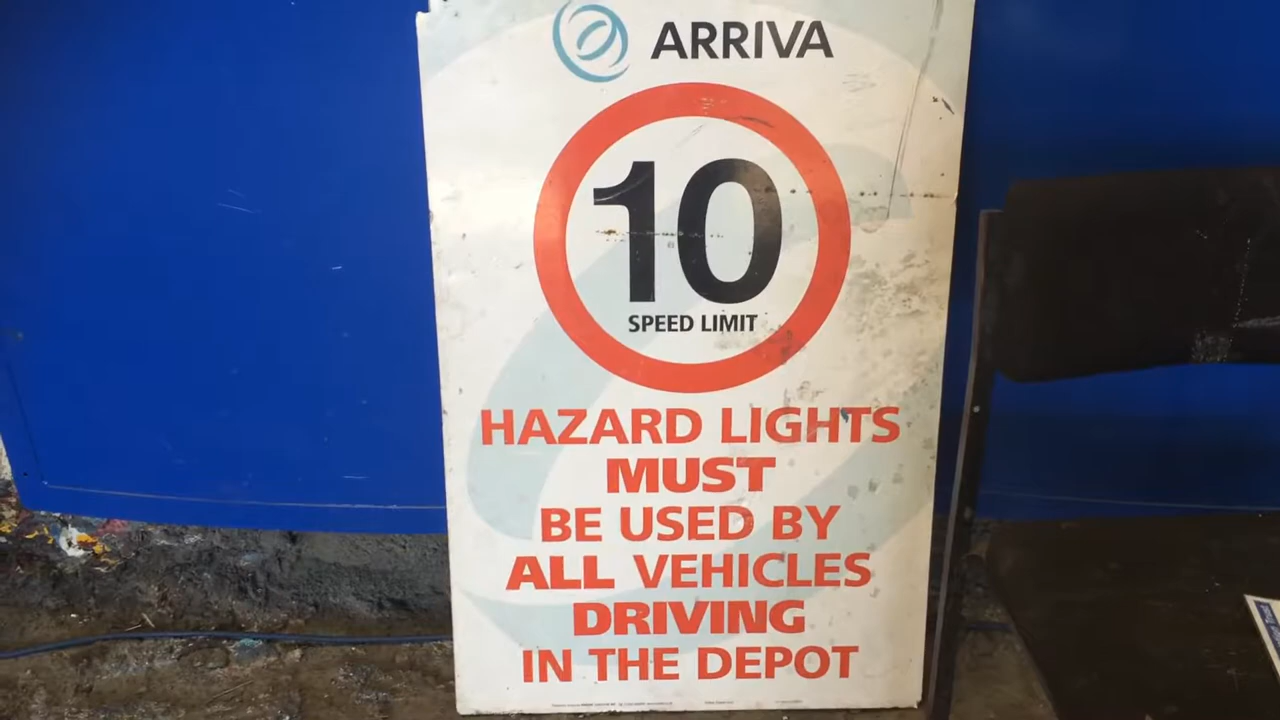 ARRIVA
10
SPEED LIMIT
HAZARD LIGHTS
MUST
BE USED BY
ALL VEHICLES
DRIVING
IN THE DEPOT